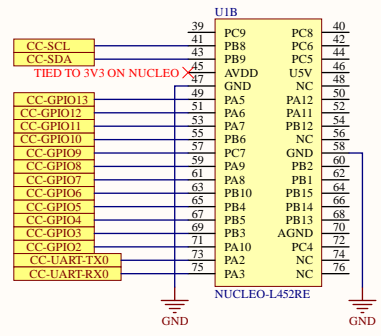 U1B
39 PC9 PC8 40
CC-SCL 41 PB8 PC6 42
CC-SDA 43 PB9 PC5 44
TIED TO 3V3 ON NUCLEO 45 AVDD U5V 46
47 GND NC 48
CC-GPIO13 49 PA5 PA12 50
CC-GPIO12 51 PA6 PA11 52
CC-GPIO11 53 PA7 PB12 54
CC-GPIO10 55 PB6 NC 56
CC-GPIO9 57 PC7 GND 58
CC-GPIO8 59 PA9 PB2 60
CC-GPIO7 61 PA8 PB1 62
CC-GPIO6 63 PB10 PB15 64
CC-GPIO5 65 PB4 PB14 66
CC-GPIO4 67 PB5 PB13 68
CC-GPIO3 69 PB3 AGND 70
CC-GPIO2 71 PA10 PC4 72
CC-UART-TX0 73 PA2 NC 74
CC-UART-RX0 75 PA3 NC 76
NUCLEO-L452RE
GND GND